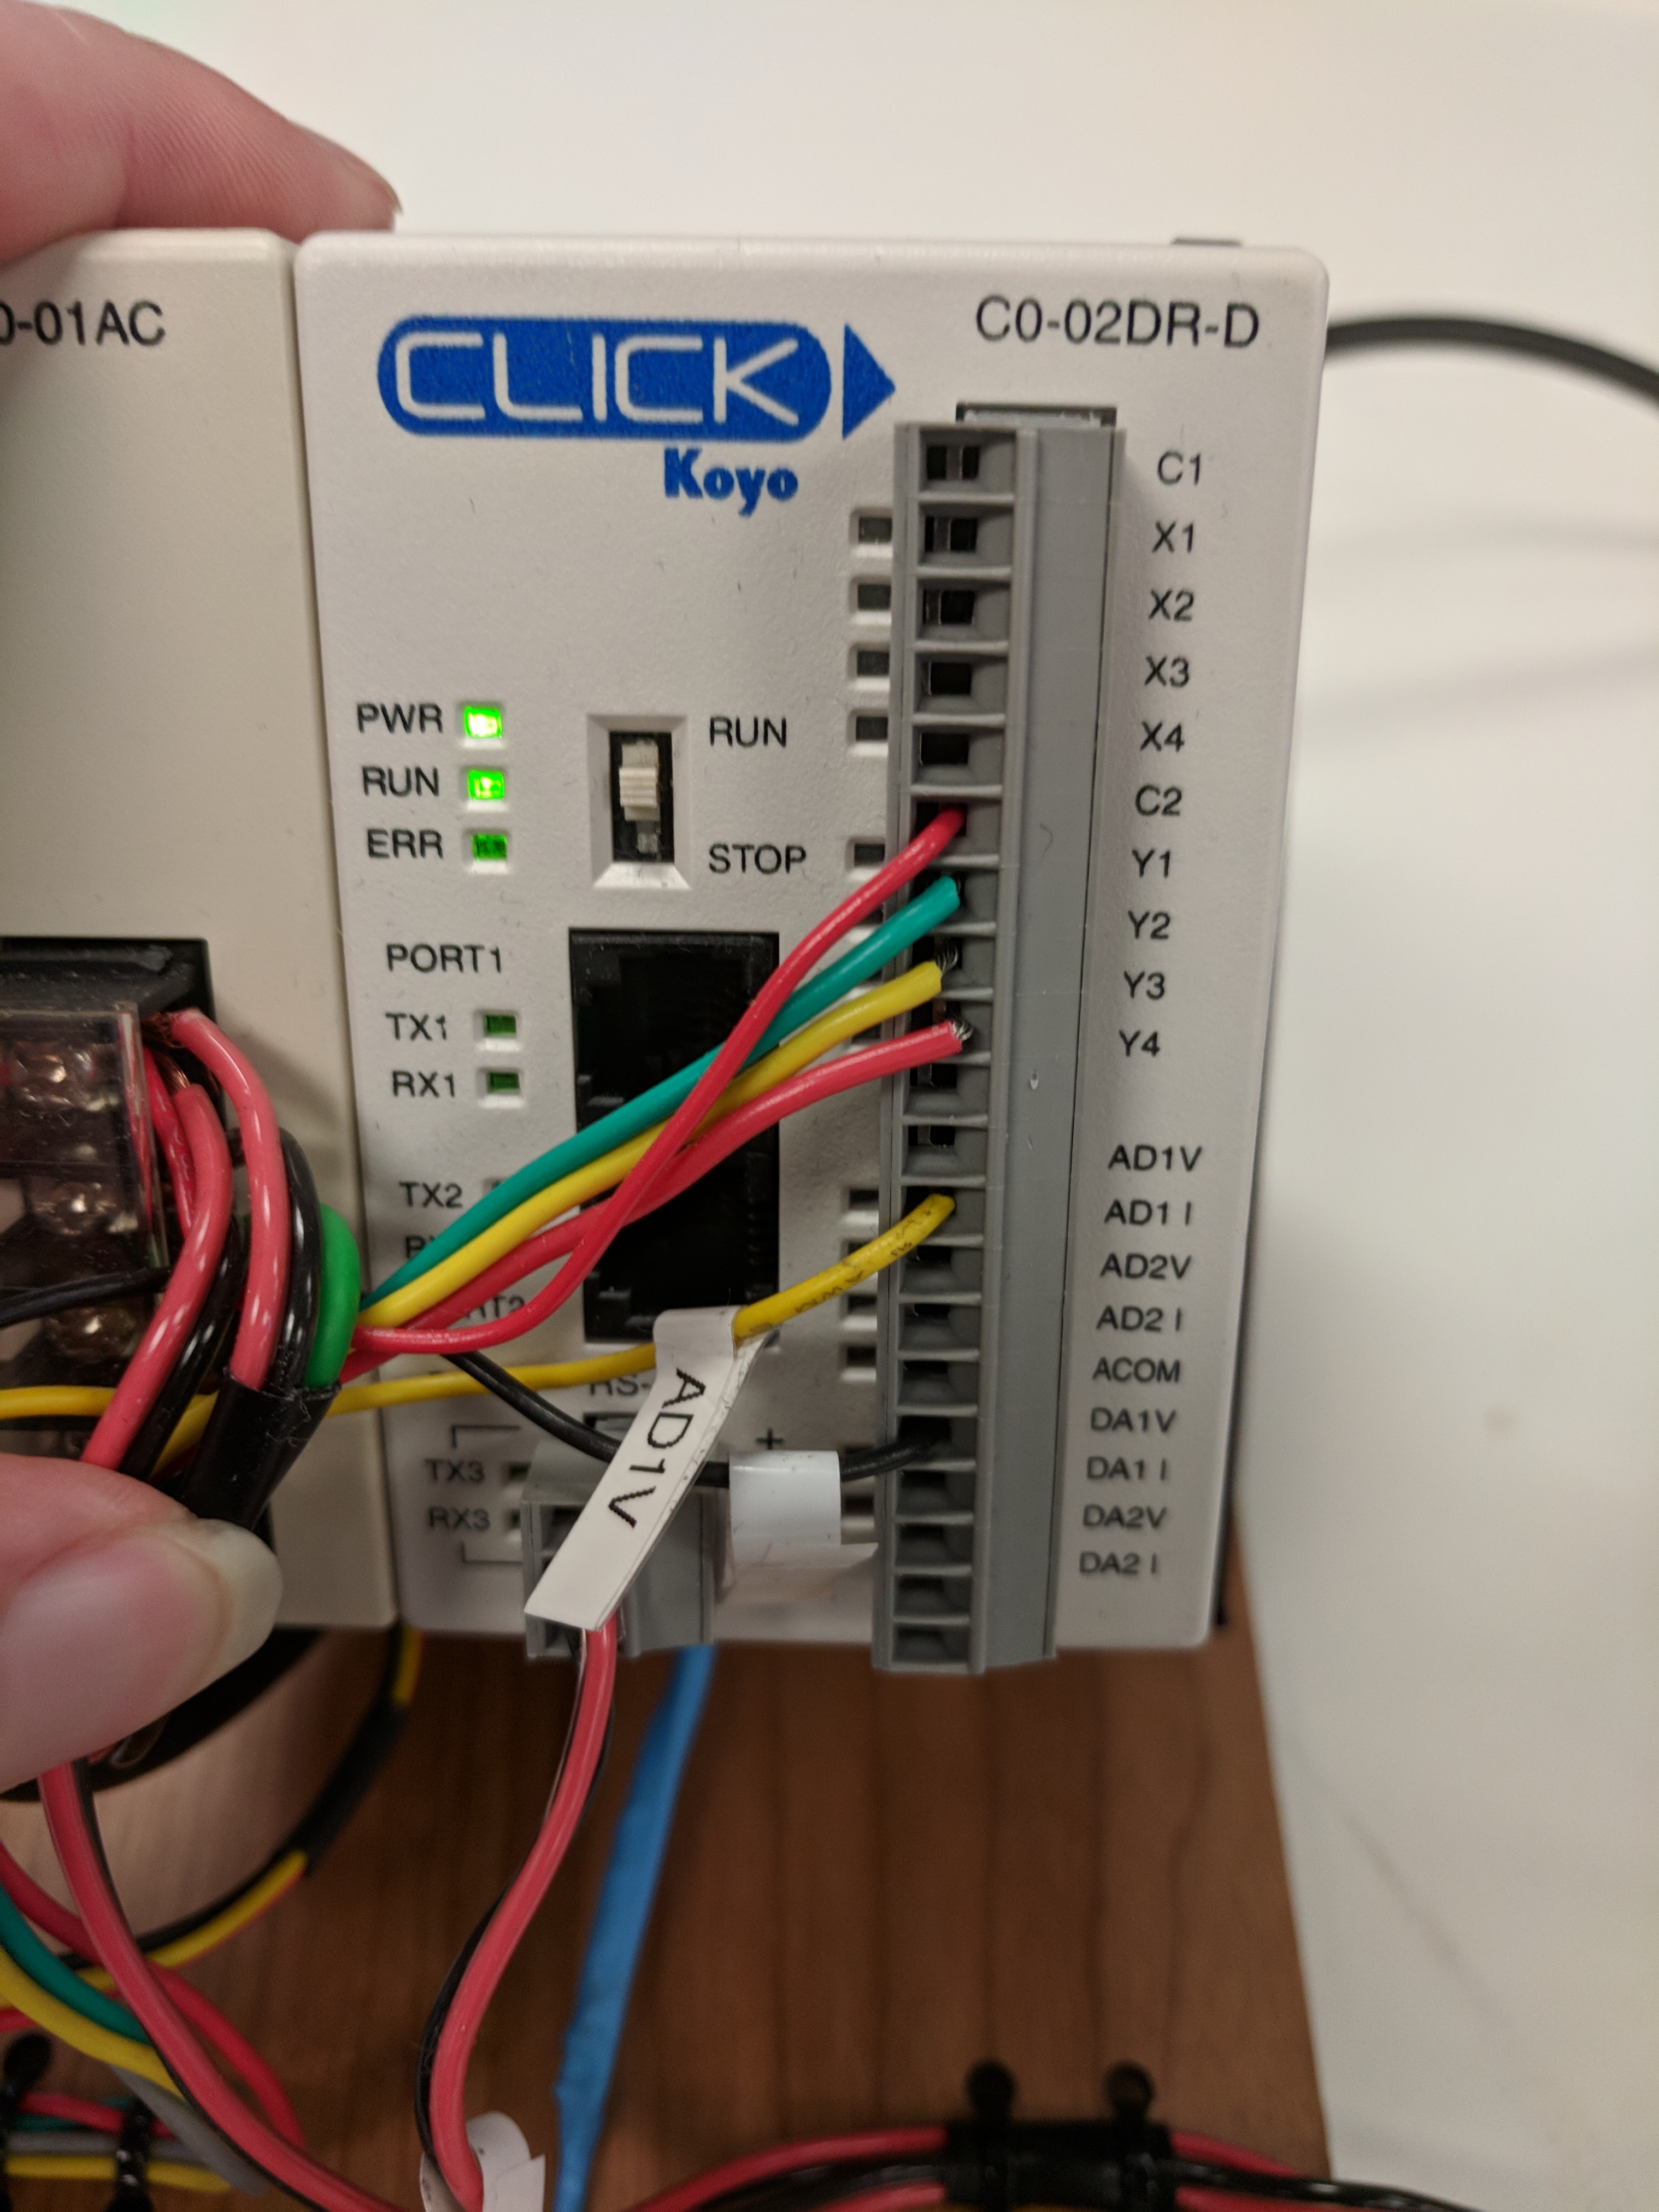 0-01AC
C0-02DR-D
CLICK
Koyo
C1
X1
X2
X3
X4
C2
Y1
Y2
Y3
Y4
AD1V
AD1 I
AD2V
AD2 I
ACOM
DA1V
DA1 I
DA2V
DA2 I
PWR
RUN
ERR
RUN
STOP
PORT1
TX1
RX1
TX2
RS-
+
TX3
RX3
AD1V